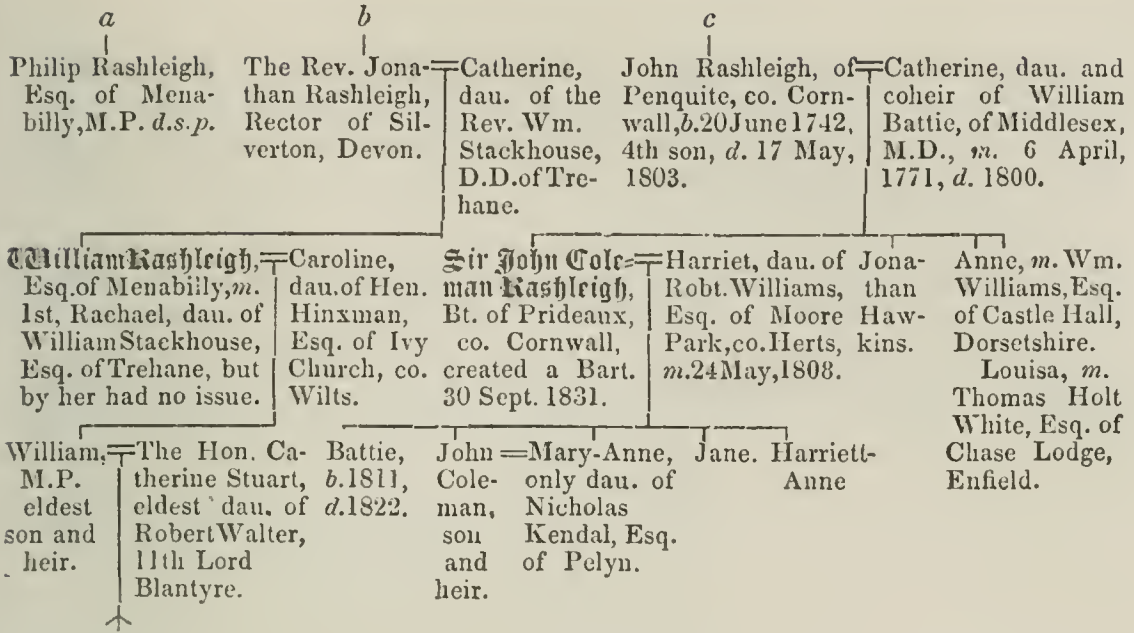 a
b
c
Philip Rashleigh,
Esq. of Mena-
billy, M.P. d.s.p.
The Rev. Jona-
than Rashleigh,
Rector of Sil-
verton, Devon.
Catherine,
dau. of the
Rev. Wm.
Stackhouse,
D.D. of Tre-
hane.
John Rashleigh, of
Penquite, co. Corn-
wall, b. 20 June 1742,
4th son, d. 17 May,
1803.
Catherine, dau. and
coheir of William
Battie, of Middlesex,
M.D., m. 6 April,
1771, d. 1800.
William Rashleigh,
Esq. of Menabilly, m.
1st, Rachael, dau. of
William Stackhouse,
Esq. of Trehane, but
by her had no issue.
Caroline,
dau. of Hen.
Hinxman,
Esq. of Ivy
Church, co.
Wilts.
Sir John Cole-
man Rashleigh,
Bt. of Prideaux,
co. Cornwall,
created a Bart.
30 Sept. 1831.
Harriet, dau. of
Robt. Williams,
Esq. of Moore
Park, co. Herts,
m. 24 May, 1808.
Jona-
than
Haw-
kins.
Anne, m. Wm.
Williams, Esq.
of Castle Hall,
Dorsetshire.
Louisa, m.
Thomas Holt
White, Esq. of
Chase Lodge,
Enfield.
William,
M.P.
eldest
son and
heir.
The Hon. Ca-
therine Stuart,
eldest dau. of
Robert Walter,
11th Lord
Blantyre.
Battie,
b. 1811,
d. 1822.
John
Cole-
man,
son
and
heir.
Mary-Anne,
only dau. of
Nicholas
Kendal, Esq.
of Pelyn.
Jane.
Harriett-
Anne